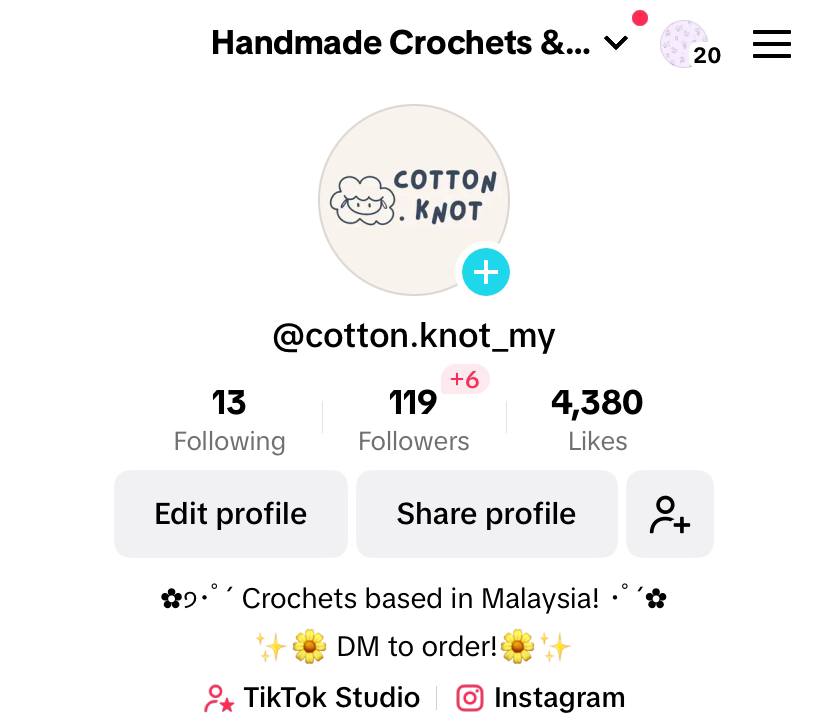 Handmade Crochets &...
20
COTTON
. KNOT
@cotton.knot_my
+6
13 119 4,380
Following Followers Likes
Edit profile Share profile
✿୨･ﾟˊ Crochets based in Malaysia! ･ﾟˊ✿
✨🌼 DM to order!🌼✨
TikTok Studio Instagram